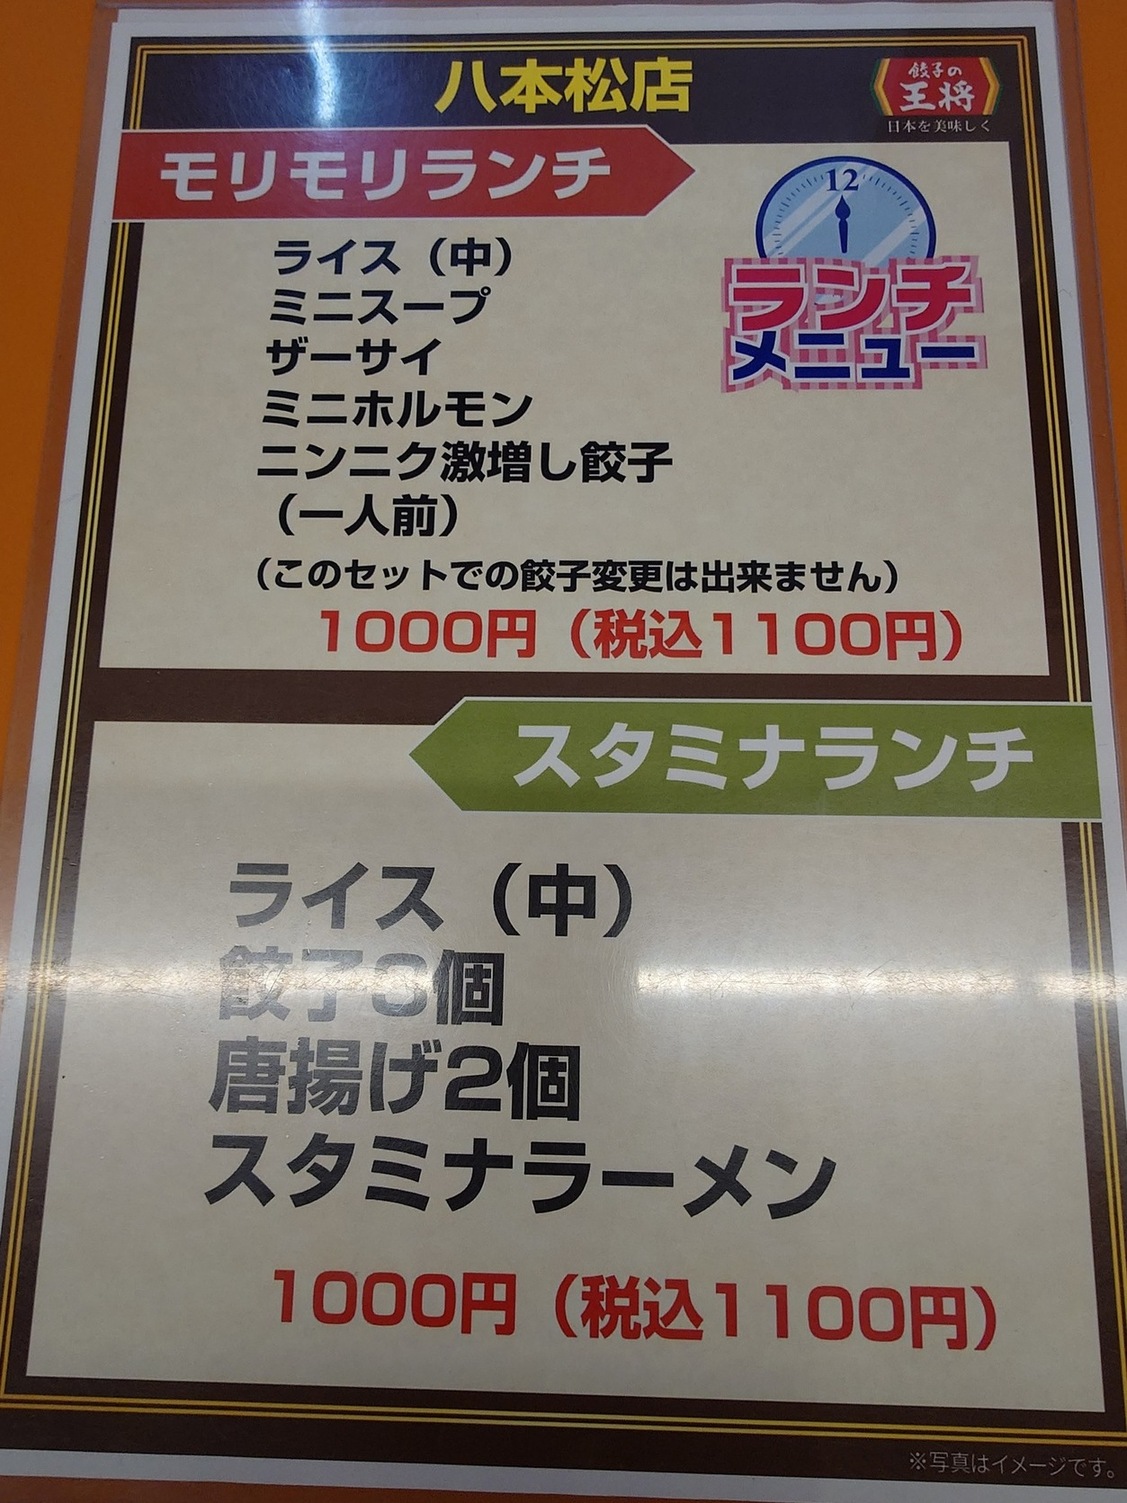 八本松店
餃子の
王将
日本を美味しく
モリモリランチ
12
ランチ
メニュー
ライス（中）
ミニスープ
ザーサイ
ミニホルモン
ニンニク激増し餃子
（一人前）
（このセットでの餃子変更は出来ません）
1000円（税込1100円）
スタミナランチ
ライス（中）
餃子3個
唐揚げ2個
スタミナラーメン
1000円（税込1100円）
※写真はイメージです。